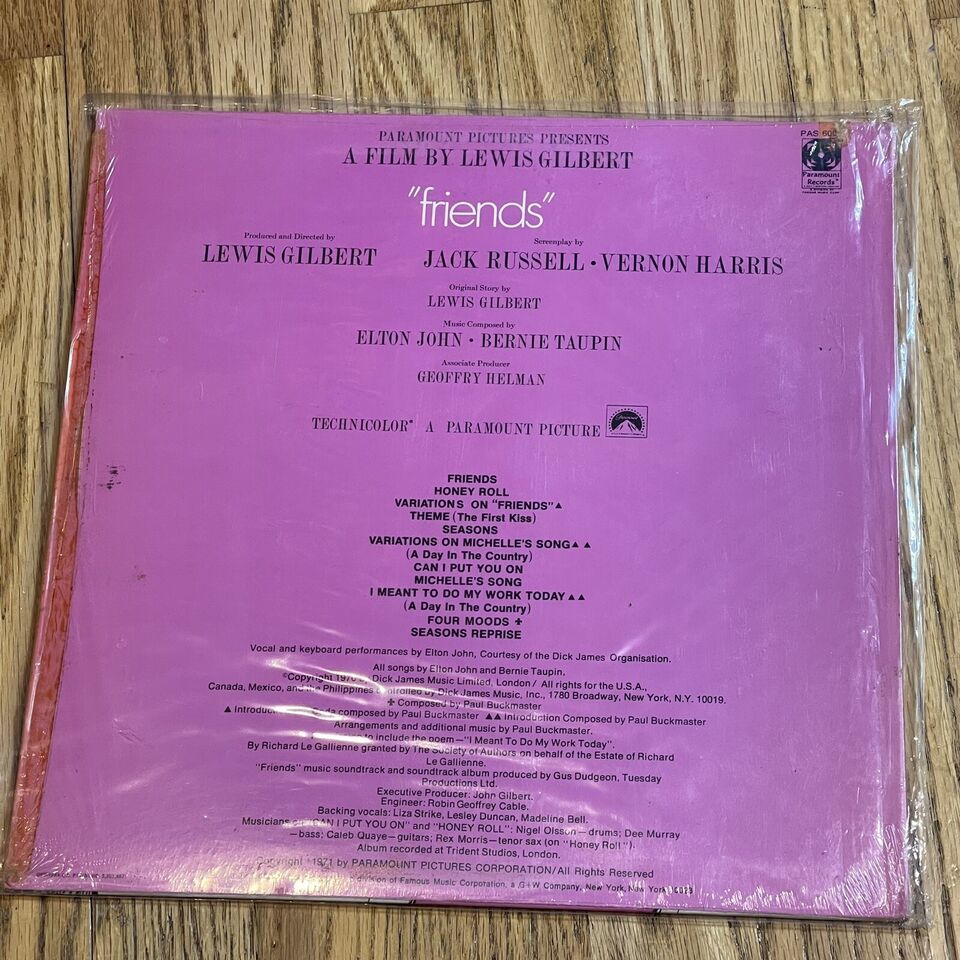 PARAMOUNT PICTURES PRESENTS
A FILM BY LEWIS GILBERT
PAS
Paramount
Records
"friends"
Produced and Directed by
LEWIS GILBERT
Screenplay by
JACK RUSSELL • VERNON HARRIS
Original Story by
LEWIS GILBERT
Music Composed by
ELTON JOHN • BERNIE TAUPIN
Associate Producer
GEOFFRY HELMAN
TECHNICOLOR® A PARAMOUNT PICTURE
Paramount
FRIENDS
HONEY ROLL
VARIATIONS ON "FRIENDS"▲
THEME (The First Kiss)
SEASONS
VARIATIONS ON MICHELLE'S SONG▲▲
(A Day In The Country)
CAN I PUT YOU ON
MICHELLE'S SONG
I MEANT TO DO MY WORK TODAY▲▲
(A Day In The Country)
FOUR MOODS ✚
SEASONS REPRISE
Vocal and keyboard performances by Elton John, Courtesy of the Dick James Organisation.
All songs by Elton John and Bernie Taupin,
©Copyright 1970 by Dick James Music Limited, London/ All rights for the U.S.A.,
Canada, Mexico, and the Philippines controlled by Dick James Music, Inc., 1780 Broadway, New York, N.Y. 10019.
✚ Composed by Paul Buckmaster
▲ Introduction composed by Paul Buckmaster ▲▲ Introduction Composed by Paul Buckmaster
Arrangements and additional music by Paul Buckmaster.
to include the poem—"I Meant To Do My Work Today".
By Richard Le Gallienne granted by The Society of Authors on behalf of the Estate of Richard
Le Gallienne.
"Friends" music soundtrack and soundtrack album produced by Gus Dudgeon, Tuesday
Productions Ltd.
Executive Producer: John Gilbert.
Engineer: Robin Geoffrey Cable.
Backing vocals: Liza Strike, Lesley Duncan, Madeline Bell.
Musicians on "CAN I PUT YOU ON" and "HONEY ROLL": Nigel Olsson—drums; Dee Murray
—bass; Caleb Quaye—guitars; Rex Morris—tenor sax (on "Honey Roll").
Album recorded at Trident Studios, London.
Copyright 1971 by PARAMOUNT PICTURES CORPORATION/All Rights Reserved
a division of Famous Music Corporation, a G+W Company, New York, New York 10023